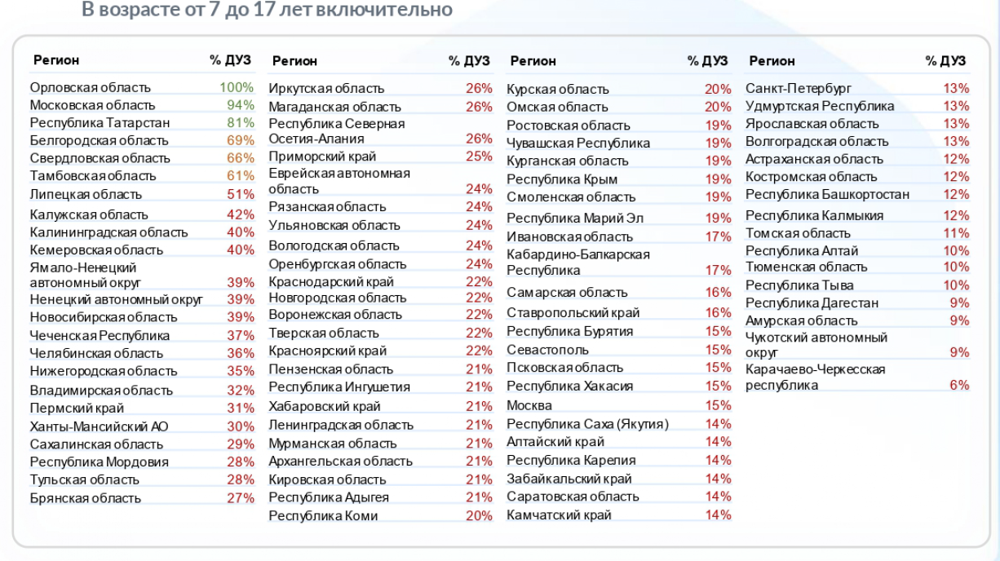 В возрасте от 7 до 17 лет включительно
Регион % ДУЗ
Орловская область 100%
Московская область 94%
Республика Татарстан 81%
Белгородская область 69%
Свердловская область 66%
Тамбовская область 61%
Липецкая область 51%
Калужская область 42%
Калининградская область 40%
Кемеровская область 40%
Ямало-Ненецкий
автономный округ 39%
Ненецкий автономный округ 39%
Новосибирская область 39%
Чеченская Республика 37%
Челябинская область 36%
Нижегородская область 35%
Владимирская область 32%
Пермский край 31%
Ханты-Мансийский АО 30%
Сахалинская область 29%
Республика Мордовия 28%
Тульская область 28%
Брянская область 27%
Регион % ДУЗ
Иркутская область 26%
Магаданская область 26%
Республика Северная
Осетия-Алания 26%
Приморский край 25%
Еврейская автономная
область 24%
Рязанская область 24%
Ульяновская область 24%
Вологодская область 24%
Оренбургская область 24%
Краснодарский край 22%
Новгородская область 22%
Воронежская область 22%
Тверская область 22%
Красноярский край 22%
Пензенская область 21%
Республика Ингушетия 21%
Хабаровский край 21%
Ленинградская область 21%
Мурманская область 21%
Архангельская область 21%
Кировская область 21%
Республика Адыгея 21%
Республика Коми 20%
Регион % ДУЗ
Курская область 20%
Омская область 20%
Ростовская область 19%
Чувашская Республика 19%
Курганская область 19%
Республика Крым 19%
Смоленская область 19%
Республика Марий Эл 19%
Ивановская область 17%
Кабардино-Балкарская
Республика 17%
Самарская область 16%
Ставропольский край 16%
Республика Бурятия 15%
Севастополь 15%
Псковская область 15%
Республика Хакасия 15%
Москва 15%
Республика Саха (Якутия) 14%
Алтайский край 14%
Республика Карелия 14%
Забайкальский край 14%
Саратовская область 14%
Камчатский край 14%
Регион % ДУЗ
Санкт-Петербург 13%
Удмуртская Республика 13%
Ярославская область 13%
Волгоградская область 13%
Астраханская область 12%
Костромская область 12%
Республика Башкортостан 12%
Республика Калмыкия 12%
Томская область 11%
Республика Алтай 10%
Тюменская область 10%
Республика Тыва 10%
Республика Дагестан 9%
Амурская область 9%
Чукотский автономный
округ 9%
Карачаево-Черкесская
республика 6%